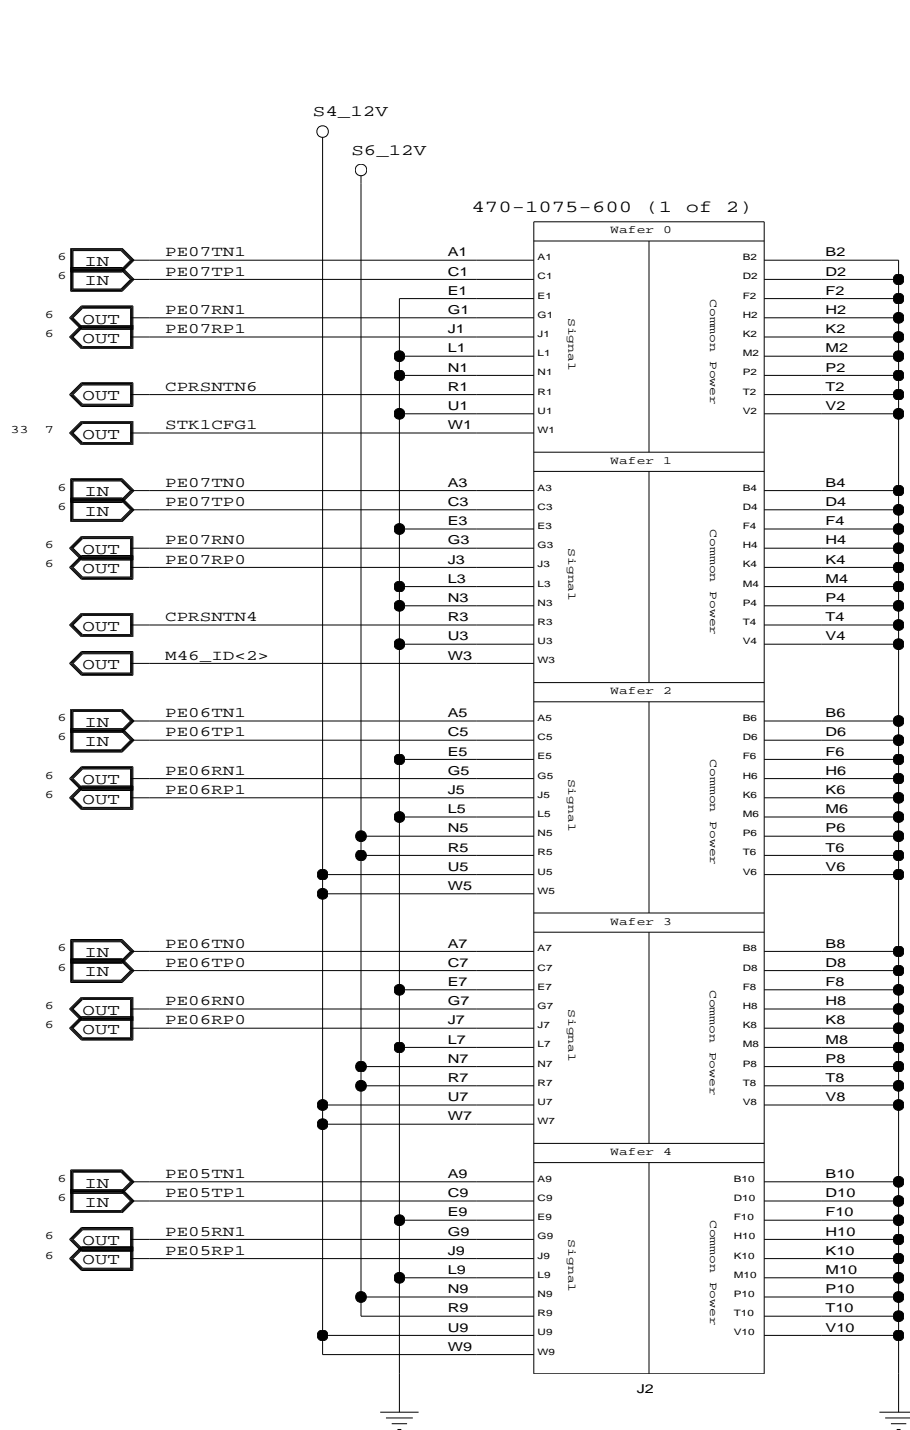 S4_12V
S6_12V
470-1075-600 (1 of 2)
Wafer 0
6 IN PE07TN1 A1 A1 B2 B2
6 IN PE07TP1 C1 C1 D2 D2
E1 E1 F2 F2
6 OUT PE07RN1 G1 G1 H2 H2
6 OUT PE07RP1 J1 J1 K2 K2
L1 L1 M2 M2
N1 N1 P2 P2
OUT CPRSNTN6 R1 R1 T2 T2
U1 U1 V2 V2
33 7 OUT STK1CFG1 W1 W1
Signal Common Power
Wafer 1
6 IN PE07TN0 A3 A3 B4 B4
6 IN PE07TP0 C3 C3 D4 D4
E3 E3 F4 F4
6 OUT PE07RN0 G3 G3 H4 H4
6 OUT PE07RP0 J3 J3 K4 K4
L3 L3 M4 M4
N3 N3 P4 P4
OUT CPRSNTN4 R3 R3 T4 T4
U3 U3 V4 V4
OUT M46_ID<2> W3 W3
Signal Common Power
Wafer 2
6 IN PE06TN1 A5 A5 B6 B6
6 IN PE06TP1 C5 C5 D6 D6
E5 E5 F6 F6
6 OUT PE06RN1 G5 G5 H6 H6
6 OUT PE06RP1 J5 J5 K6 K6
L5 L5 M6 M6
N5 N5 P6 P6
R5 R5 T6 T6
U5 U5 V6 V6
W5 W5
Signal Common Power
Wafer 3
6 IN PE06TN0 A7 A7 B8 B8
6 IN PE06TP0 C7 C7 D8 D8
E7 E7 F8 F8
6 OUT PE06RN0 G7 G7 H8 H8
6 OUT PE06RP0 J7 J7 K8 K8
L7 L7 M8 M8
N7 N7 P8 P8
R7 R7 T8 T8
U7 U7 V8 V8
W7 W7
Signal Common Power
Wafer 4
6 IN PE05TN1 A9 A9 B10 B10
6 IN PE05TP1 C9 C9 D10 D10
E9 E9 F10 F10
6 OUT PE05RN1 G9 G9 H10 H10
6 OUT PE05RP1 J9 J9 K10 K10
L9 L9 M10 M10
N9 N9 P10 P10
R9 R9 T10 T10
U9 U9 V10 V10
W9 W9
Signal Common Power
J2